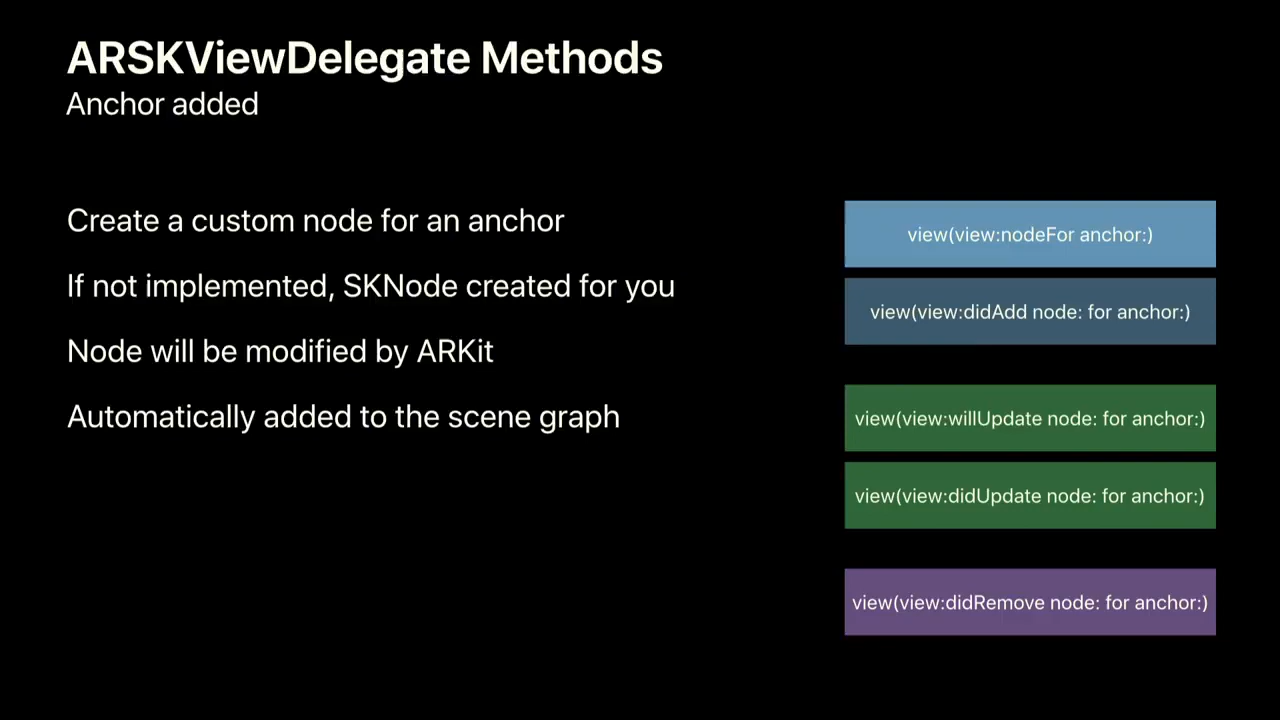 ARSKViewDelegate Methods
Anchor added
Create a custom node for an anchor
If not implemented, SKNode created for you
Node will be modified by ARKit
Automatically added to the scene graph
view(view:nodeFor anchor:)
view(view:didAdd node: for anchor:)
view(view:willUpdate node: for anchor:)
view(view:didUpdate node: for anchor:)
view(view:didRemove node: for anchor:)